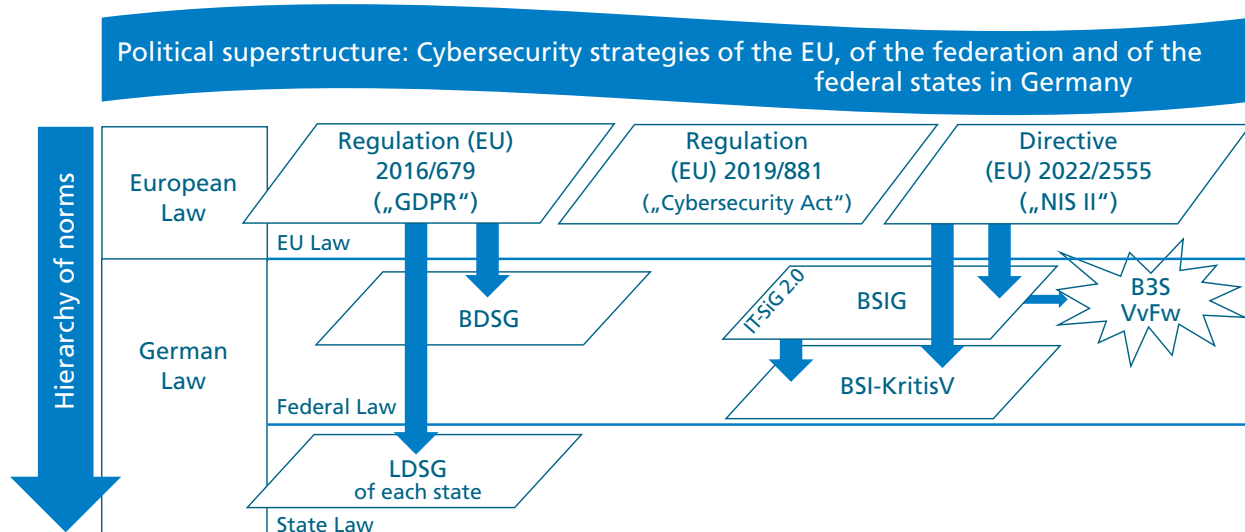 Political superstructure: Cybersecurity strategies of the EU, of the federation and of the
federal states in Germany
Hierarchy of norms
European
Law
Regulation (EU)
2016/679
(„GDPR“)
Regulation
(EU) 2019/881
(„Cybersecurity Act“)
Directive
(EU) 2022/2555
(„NIS II“)
EU Law
German
Law
BDSG
IT-SiG 2.0
BSIG
B3S
VvFw
BSI-KritisV
Federal Law
LDSG
of each state
State Law